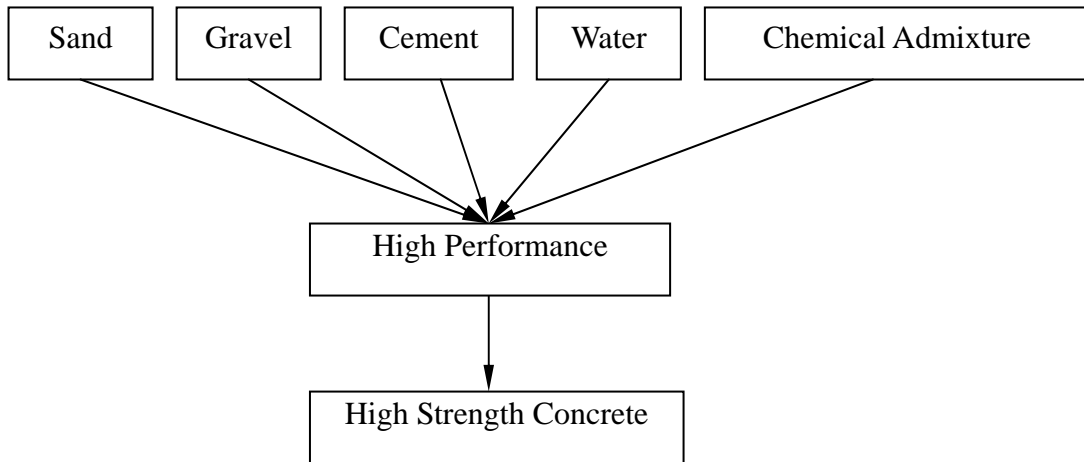 Sand
Gravel
Cement
Water
Chemical Admixture
High Performance
High Strength Concrete